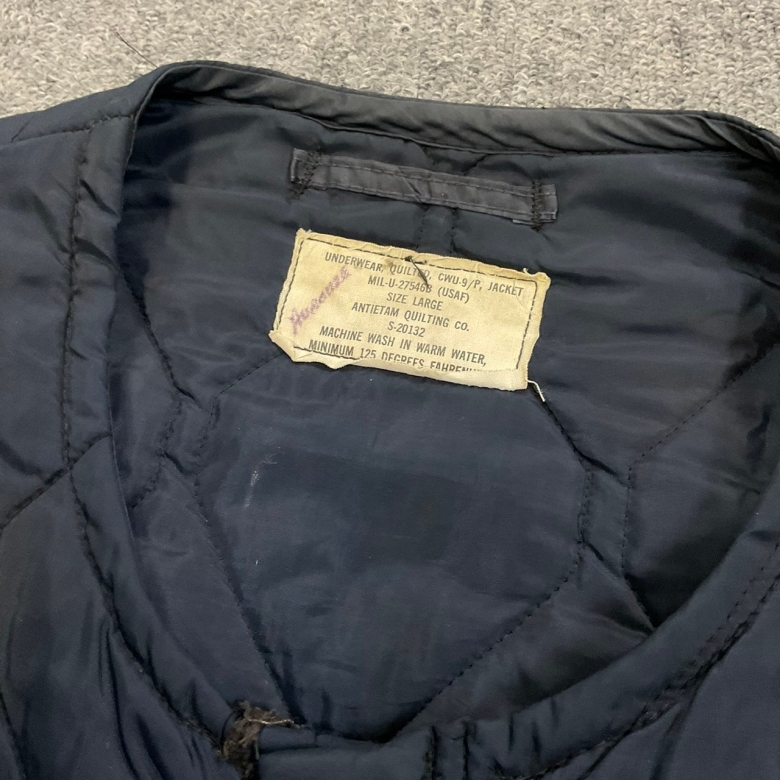 UNDERWEAR, QUILTED, CWU-9/P, JACKET
MIL-U-27546B (USAF)
SIZE LARGE
ANTIETAM QUILTING CO.
S-20132
MACHINE WASH IN WARM WATER,
MINIMUM 125 DEGREES FAHRENH